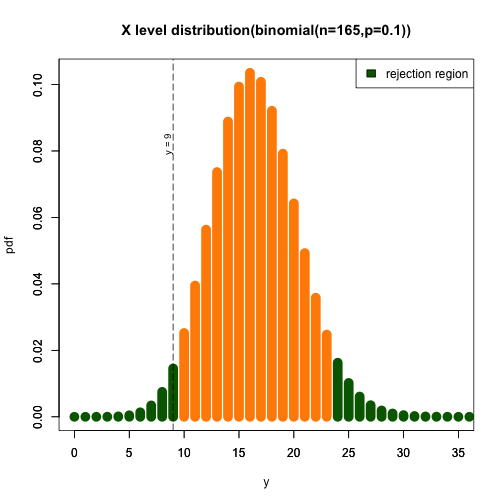 X level distribution(binomial(n=165,p=0.1))
rejection region
y = 9
pdf
0.10
0.08
0.06
0.04
0.02
0.00
0 5 10 15 20 25 30 35
y